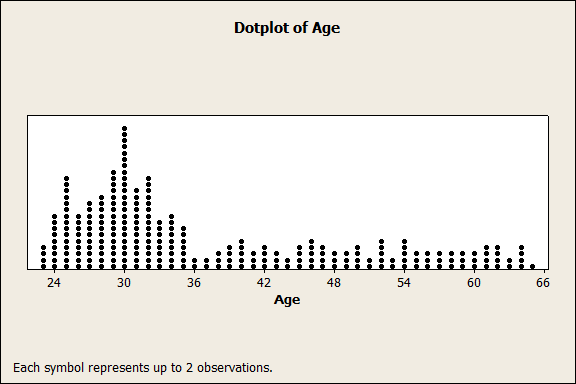 Dotplot of Age
24 30 36 42 48 54 60 66
Age
Each symbol represents up to 2 observations.